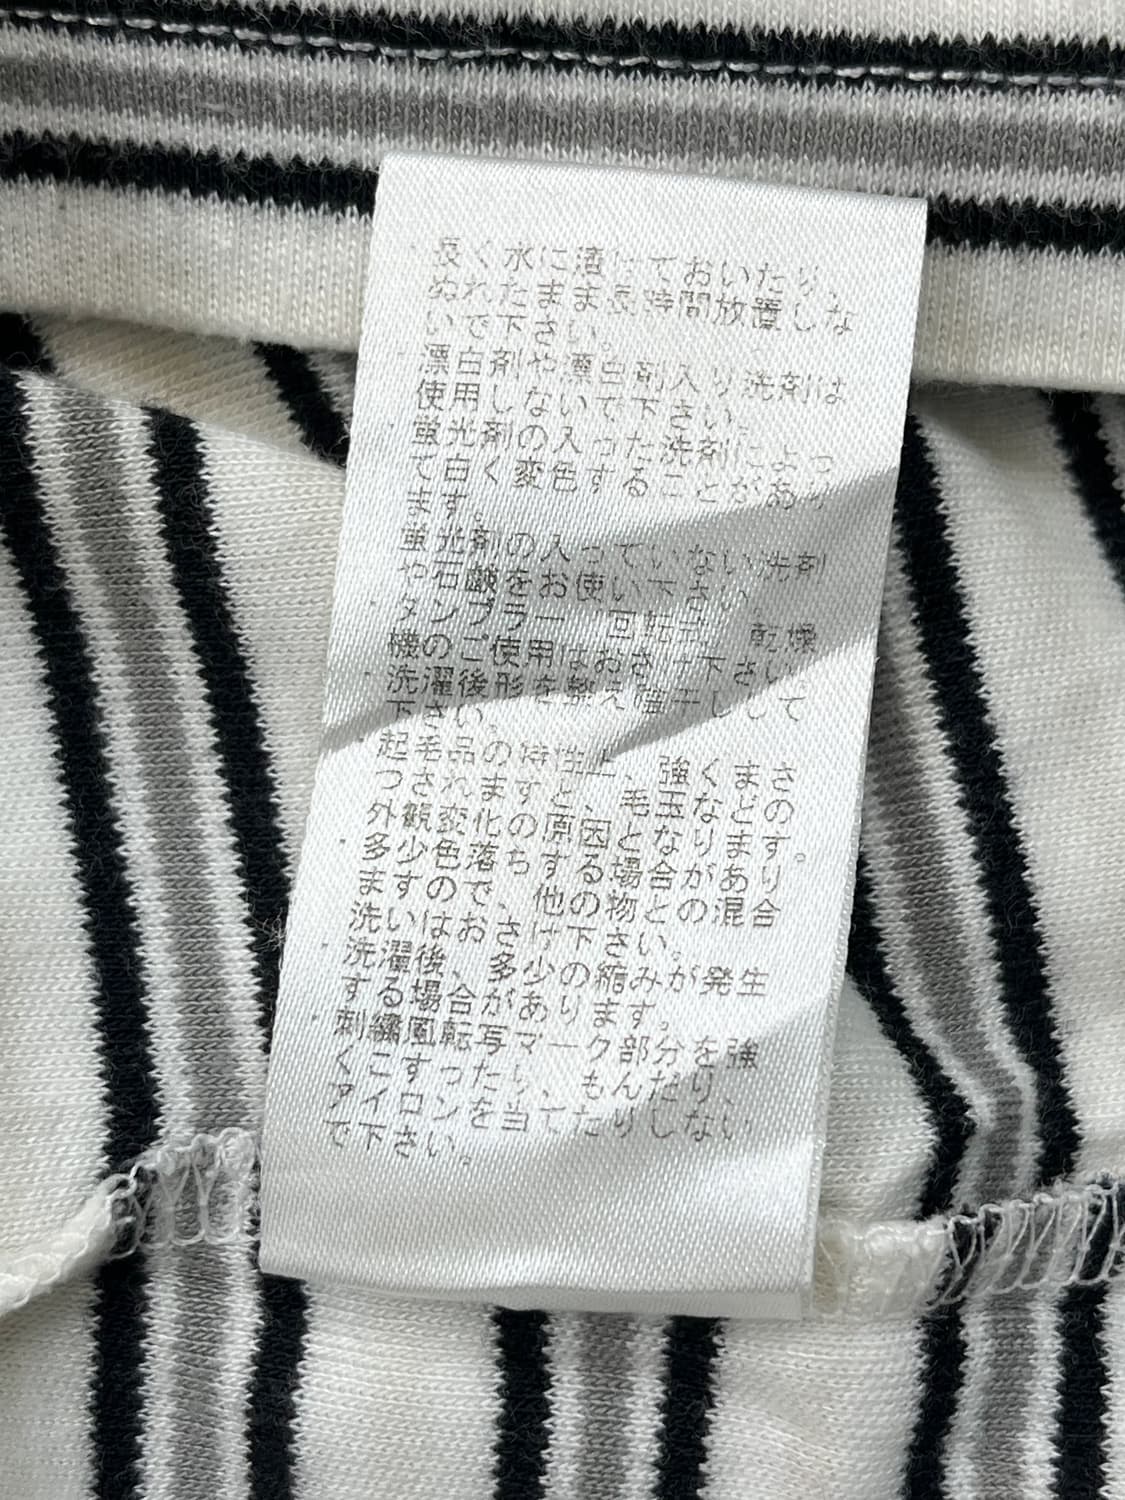 ・長く水に漬けておいたり、
ぬれたまま長時間放置しな
いで下さい。
・漂白剤や漂白剤入り洗剤は
使用しないで下さい。
・蛍光剤の入った洗剤によっ
て白く変色することがあり
ます。
・蛍光剤の入っていない洗剤
や石鹸をお使い下さい。
・タンブラー 回転式 乾燥
機のご使用はおさけ下さい
・洗濯後形を整え陰干しして
下さい。
・起毛品の特性上、強くまさ
つされますと、毛玉などの
外観変化の原因となります。
・多少色落ちする場合があり
ますので、他の物との混合
洗いはお さけ下さい。
・洗濯後、多少の縮みが発生
する場合があります。
・刺繍風転写マーク部分を強
くこすったり、もんだり、
アイロンを当てたりしない
で下さい。